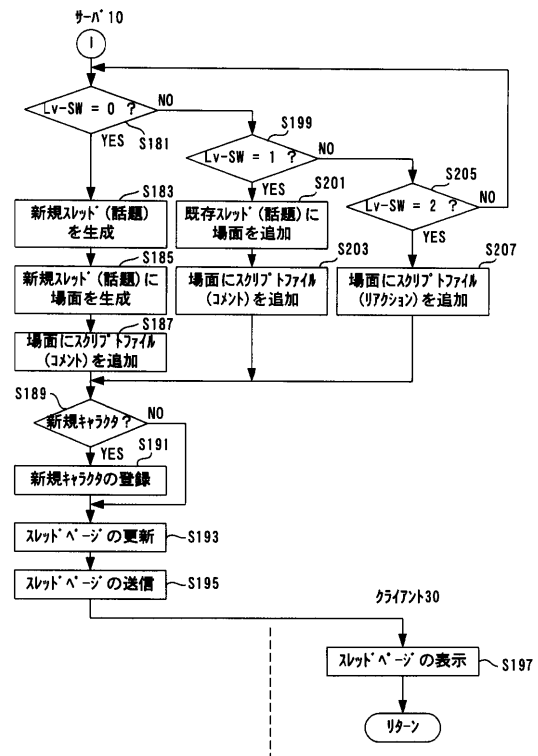 サーバ10
I
Lv-SW = 0 ?
NO
YES
S181
S199
Lv-SW = 1 ?
NO
YES
S205
Lv-SW = 2 ?
NO
YES
S183
新規スレッド(話題)
を生成
S201
既存スレッド(話題)に
場面を追加
S185
新規スレッド(話題)に
場面を生成
S203
場面にスクリプトファイル
(コメント)を追加
S207
場面にスクリプトファイル
(リアクション)を追加
S187
場面にスクリプトファイル
(コメント)を追加
S189
新規キャラクタ?
NO
YES
S191
新規キャラクタの登録
スレッドページの更新
S193
スレッドページの送信
S195
クライアント30
スレッドページの表示
S197
リターン